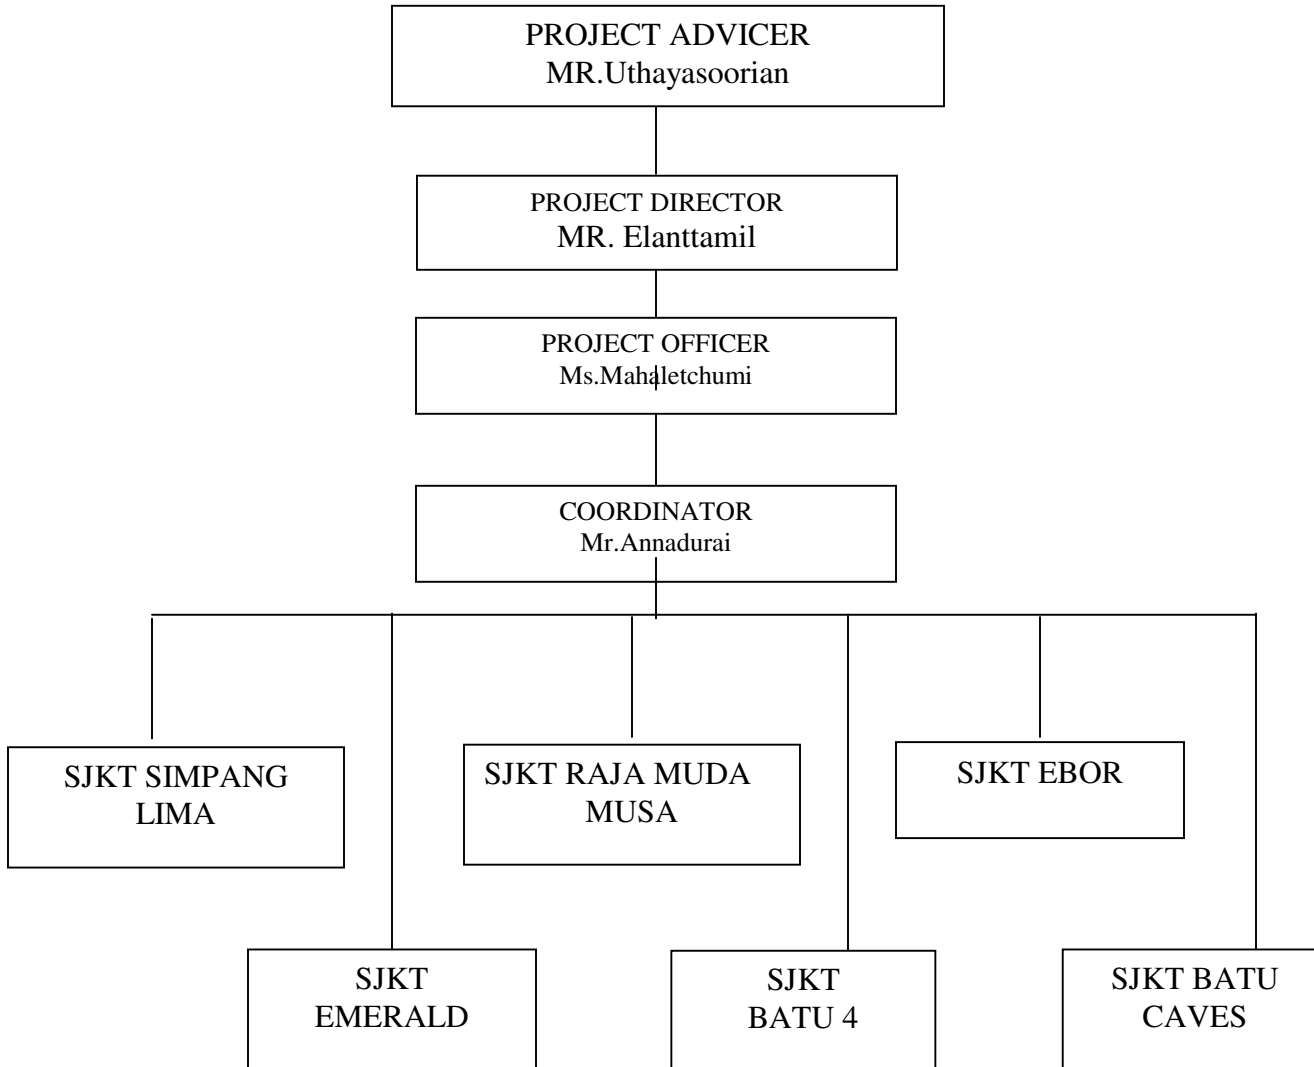 PROJECT ADVICER
MR.Uthayasoorian
PROJECT DIRECTOR
MR. Elanttamil
PROJECT OFFICER
Ms.Mahaletchumi
COORDINATOR
Mr.Annadurai
SJKT SIMPANG
LIMA
SJKT RAJA MUDA
MUSA
SJKT EBOR
SJKT
EMERALD
SJKT
BATU 4
SJKT BATU
CAVES